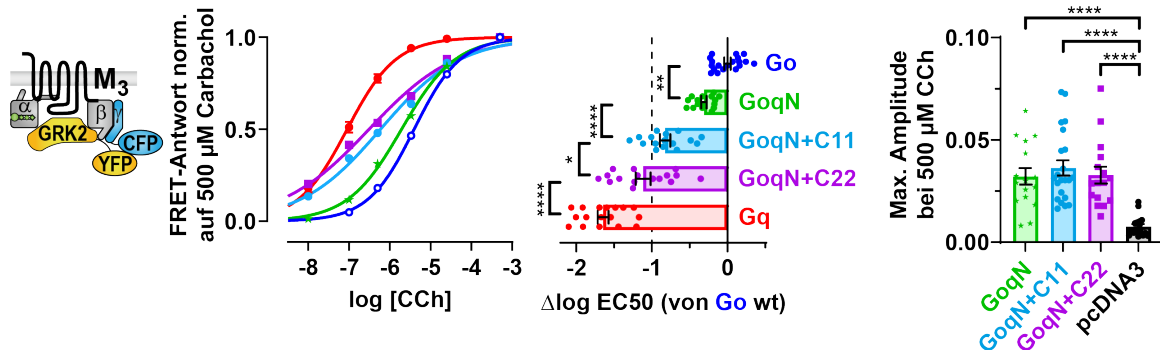 M3
α
β
γ
GRK2
CFP
YFP
FRET-Antwort norm.
auf 500 µM Carbachol
1.0
0.5
0.0
-8 -7 -6 -5 -4 -3
log [CCh]
Go
**
GoqN
****
GoqN+C11
*
GoqN+C22
****
Gq
-2 -1 0
Δlog EC50 (von Go wt)
Max. Amplitude
bei 500 µM CCh
0.10
0.05
0.00
****
****
****
GoqN
GoqN+C11
GoqN+C22
pcDNA3